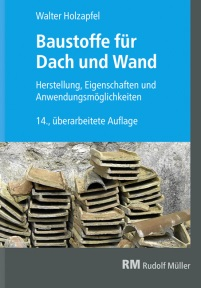 Walter Holzapfel
Baustoffe für
Dach und Wand
Herstellung, Eigenschaften und
Anwendungsmöglichkeiten
14., überarbeitete Auflage
RM Rudolf Müller